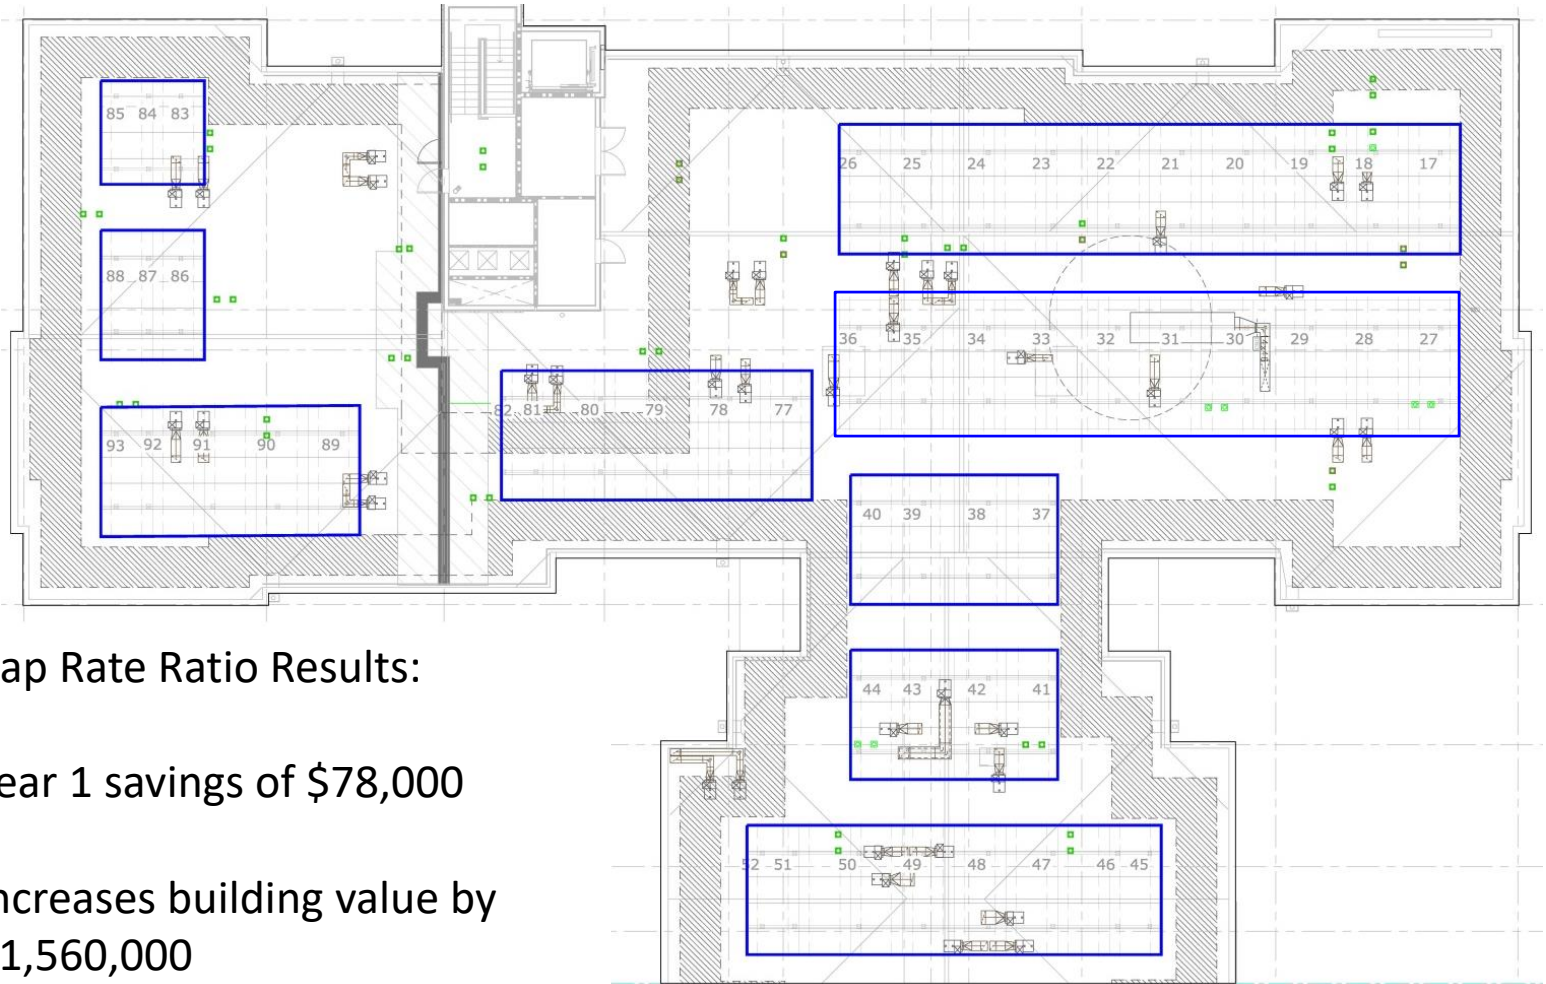 85 84 83
26 25 24 23 22 21 20 19 18 17
88 87 86
36 35 34 33 32 31 30 29 28 27
82 81 80 79 78 77
93 92 91 90 89
40 39 38 37
44 43 42 41
52 51 50 49 48 47 46 45
ap Rate Ratio Results:
ear 1 savings of $78,000
ncreases building value by
1,560,000